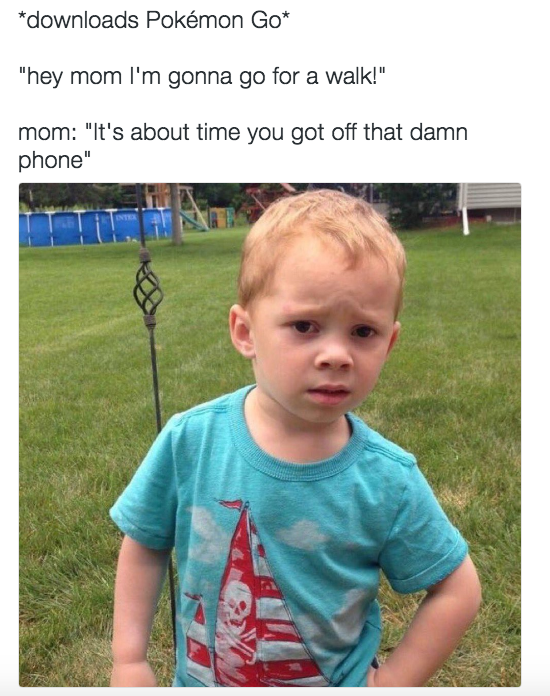 *downloads Pokémon Go*
"hey mom I'm gonna go for a walk!"
mom: "It's about time you got off that damn
phone"
INTEX